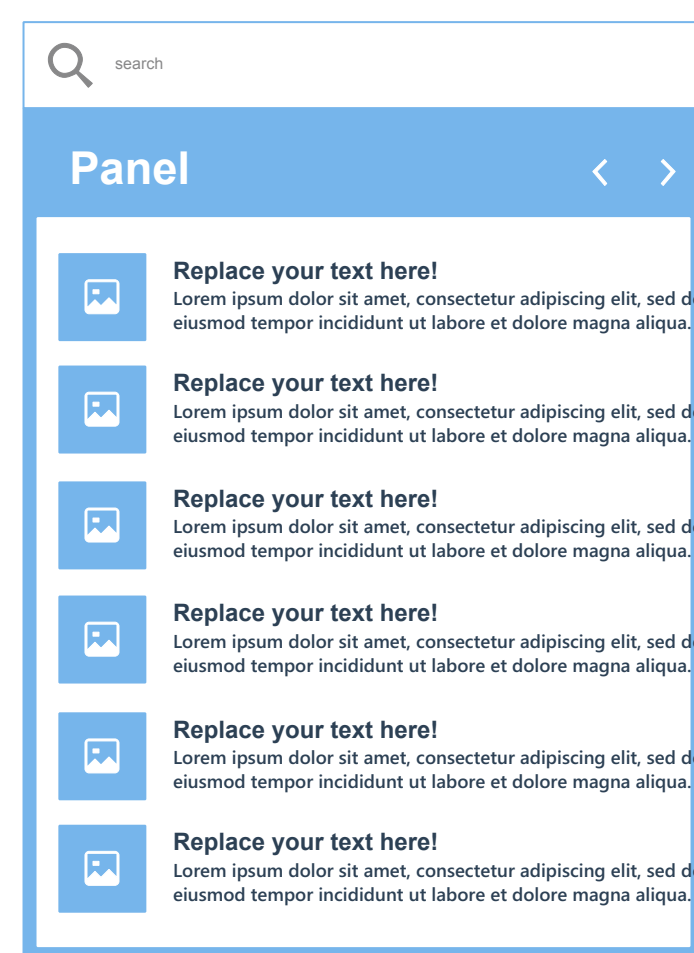 search
Panel
Replace your text here!
Lorem ipsum dolor sit amet, consectetur adipiscing elit, sed
eiusmod tempor incididunt ut labore et dolore magna aliqua.
Replace your text here!
Lorem ipsum dolor sit amet, consectetur adipiscing elit, sed
eiusmod tempor incididunt ut labore et dolore magna aliqua.
Replace your text here!
Lorem ipsum dolor sit amet, consectetur adipiscing elit, sed
eiusmod tempor incididunt ut labore et dolore magna aliqua.
Replace your text here!
Lorem ipsum dolor sit amet, consectetur adipiscing elit, sed
eiusmod tempor incididunt ut labore et dolore magna aliqua.
Replace your text here!
Lorem ipsum dolor sit amet, consectetur adipiscing elit, sed
eiusmod tempor incididunt ut labore et dolore magna aliqua.
Replace your text here!
Lorem ipsum dolor sit amet, consectetur adipiscing elit, sed
eiusmod tempor incididunt ut labore et dolore magna aliqua.